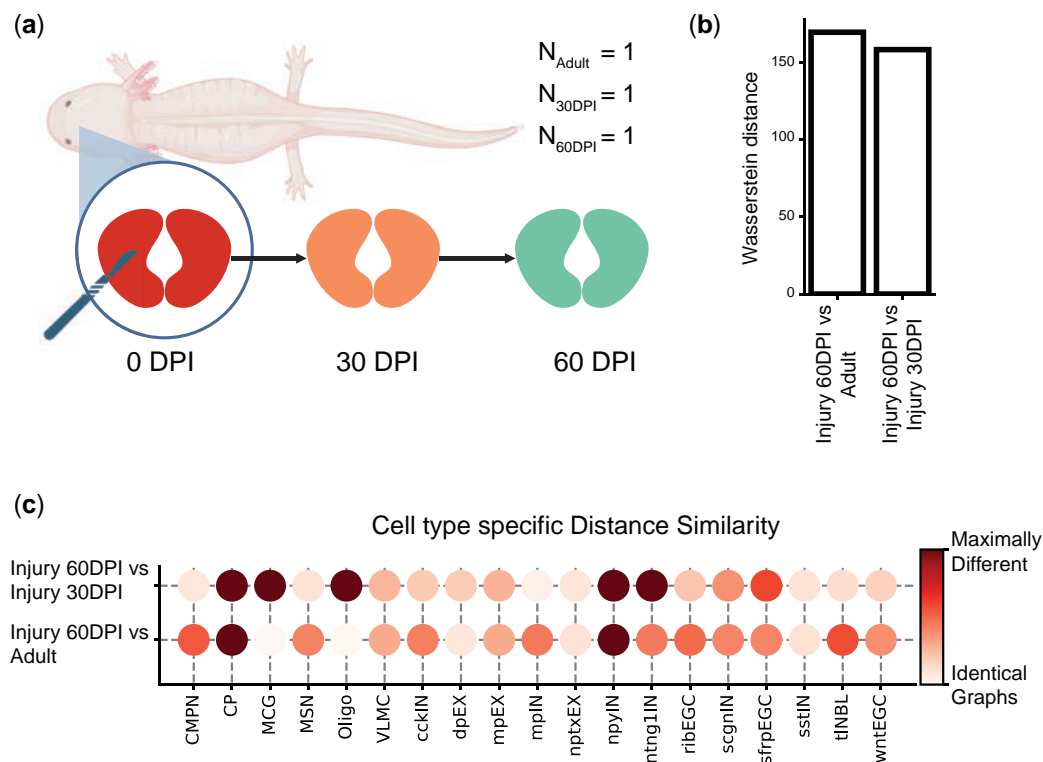 (a)
N_Adult = 1
N_30DPI = 1
N_60DPI = 1
0 DPI
30 DPI
60 DPI
(b)
Wasserstein distance
150
100
50
0
Injury 60DPI vs
Adult
Injury 60DPI vs
Injury 30DPI
(c)
Cell type specific Distance Similarity
Injury 60DPI vs
Injury 30DPI
Injury 60DPI vs
Adult
CMPN
CP
MCG
MSN
Oligo
VLMC
cckIN
dpEX
mpEX
mpIN
nptxEX
npyIN
ntng1IN
ribEGC
scgnIN
sfrpEGC
sstIN
tlNBL
wntEGC
Maximally
Different
Identical
Graphs